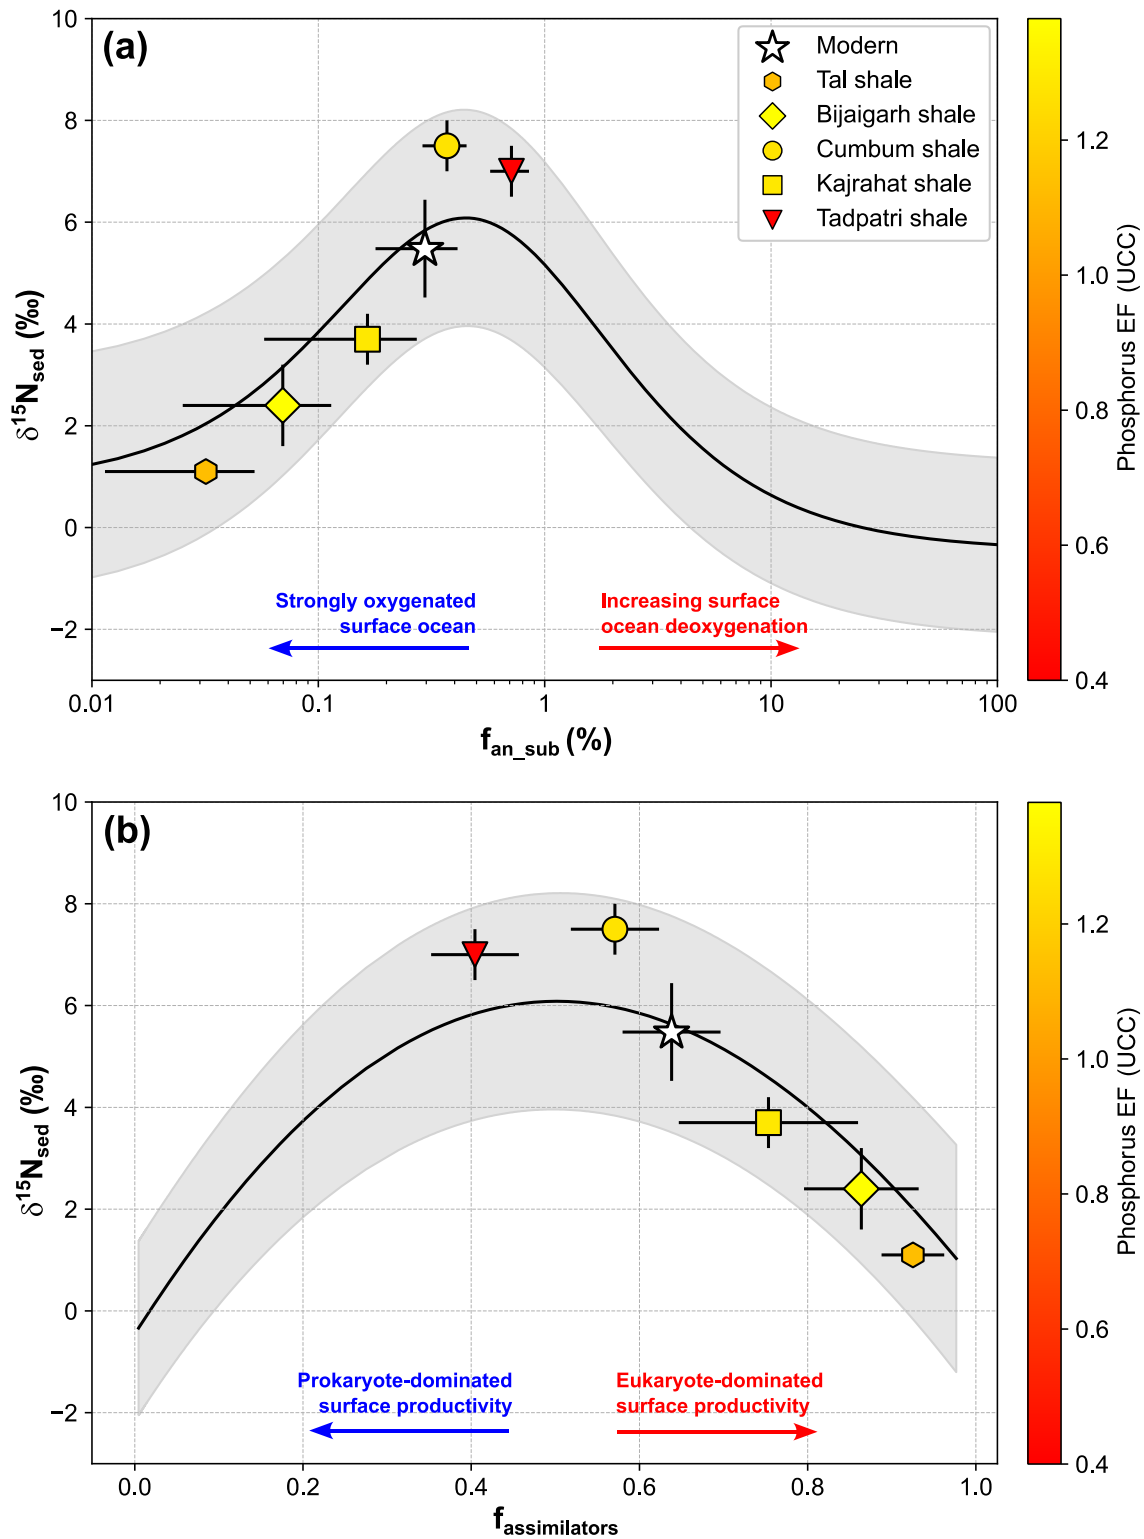 (a)
10
8
6
4
2
0
−2
δ¹⁵N_sed (‰)
Modern
Tal shale
Bijaigarh shale
Cumbum shale
Kajrahat shale
Tadpatri shale
Strongly oxygenated
surface ocean
Increasing surface
ocean deoxygenation
0.01
0.1
1
10
100
f_an_sub (%)
1.2
1.0
0.8
0.6
0.4
Phosphorus EF (UCC)
(b)
10
8
6
4
2
0
−2
δ¹⁵N_sed (‰)
Prokaryote-dominated
surface productivity
Eukaryote-dominated
surface productivity
0.0
0.2
0.4
0.6
0.8
1.0
f_assimilators
1.2
1.0
0.8
0.6
0.4
Phosphorus EF (UCC)